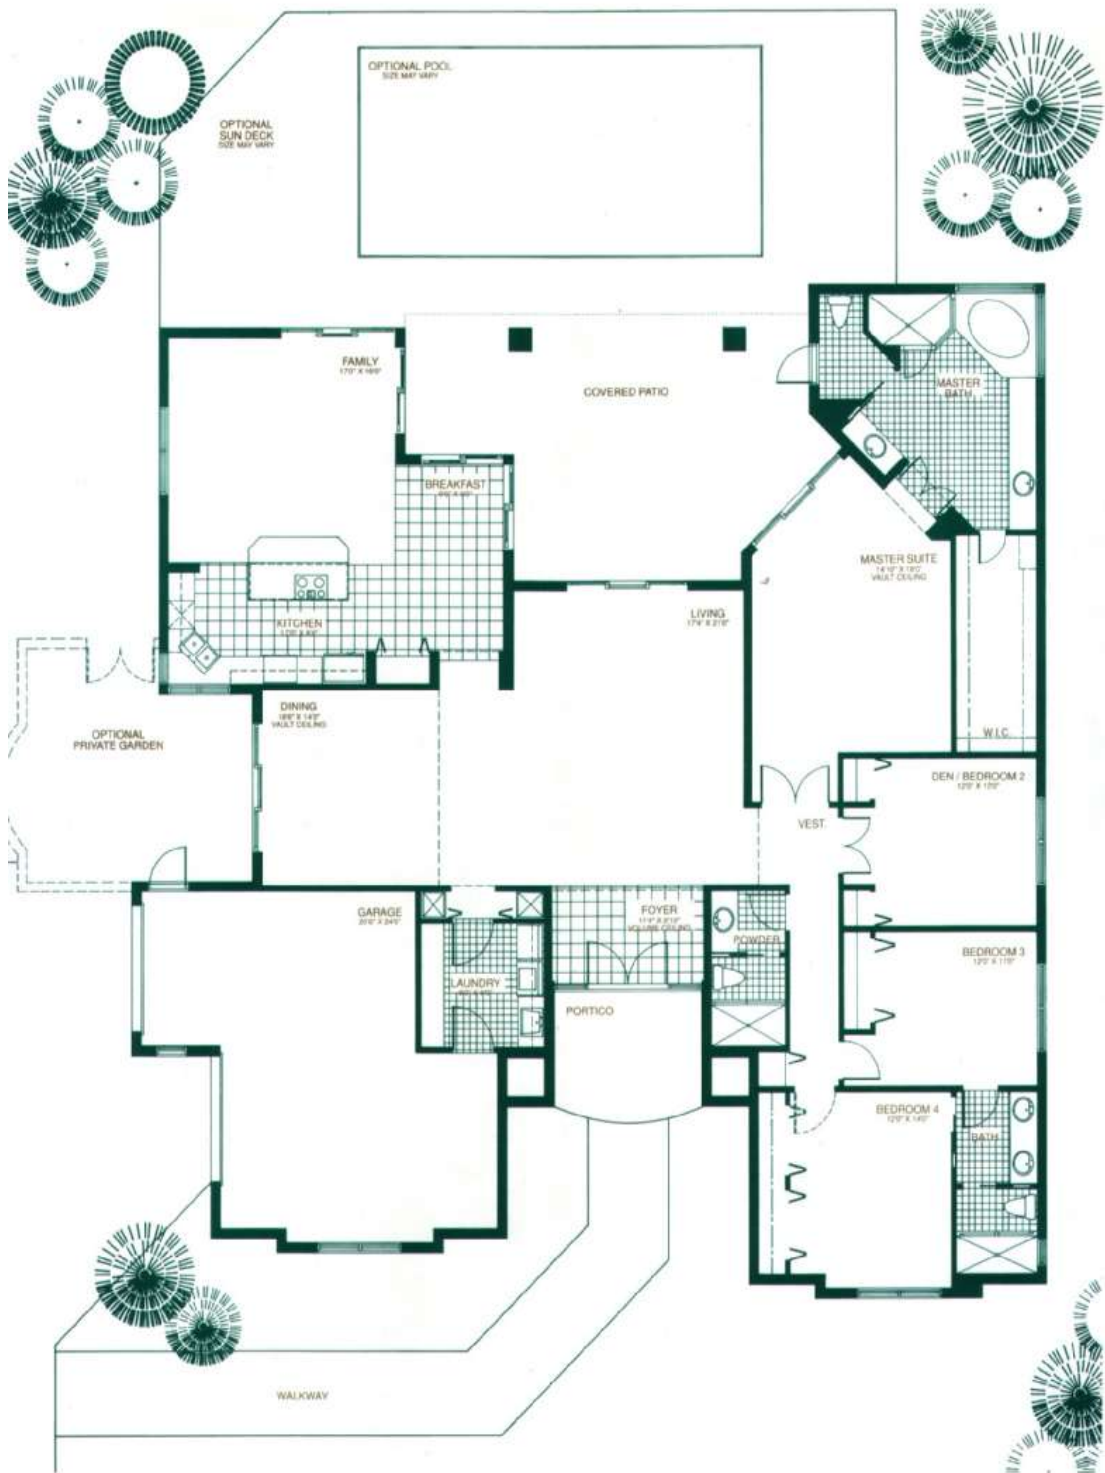 OPTIONAL POOL
SIZE MAY VARY
OPTIONAL
SUN DECK
SIZE MAY VARY
FAMILY
COVERED PATIO
MASTER
BATH
BREAKFAST
MASTER SUITE
VAULT CEILING
LIVING
KITCHEN
DINING
VAULT CEILING
OPTIONAL
PRIVATE GARDEN
W.I.C.
DEN / BEDROOM 2
VEST.
GARAGE
FOYER
VOLUME CEILING
POWDER
BEDROOM 3
LAUNDRY
PORTICO
BEDROOM 4
BATH
WALKWAY